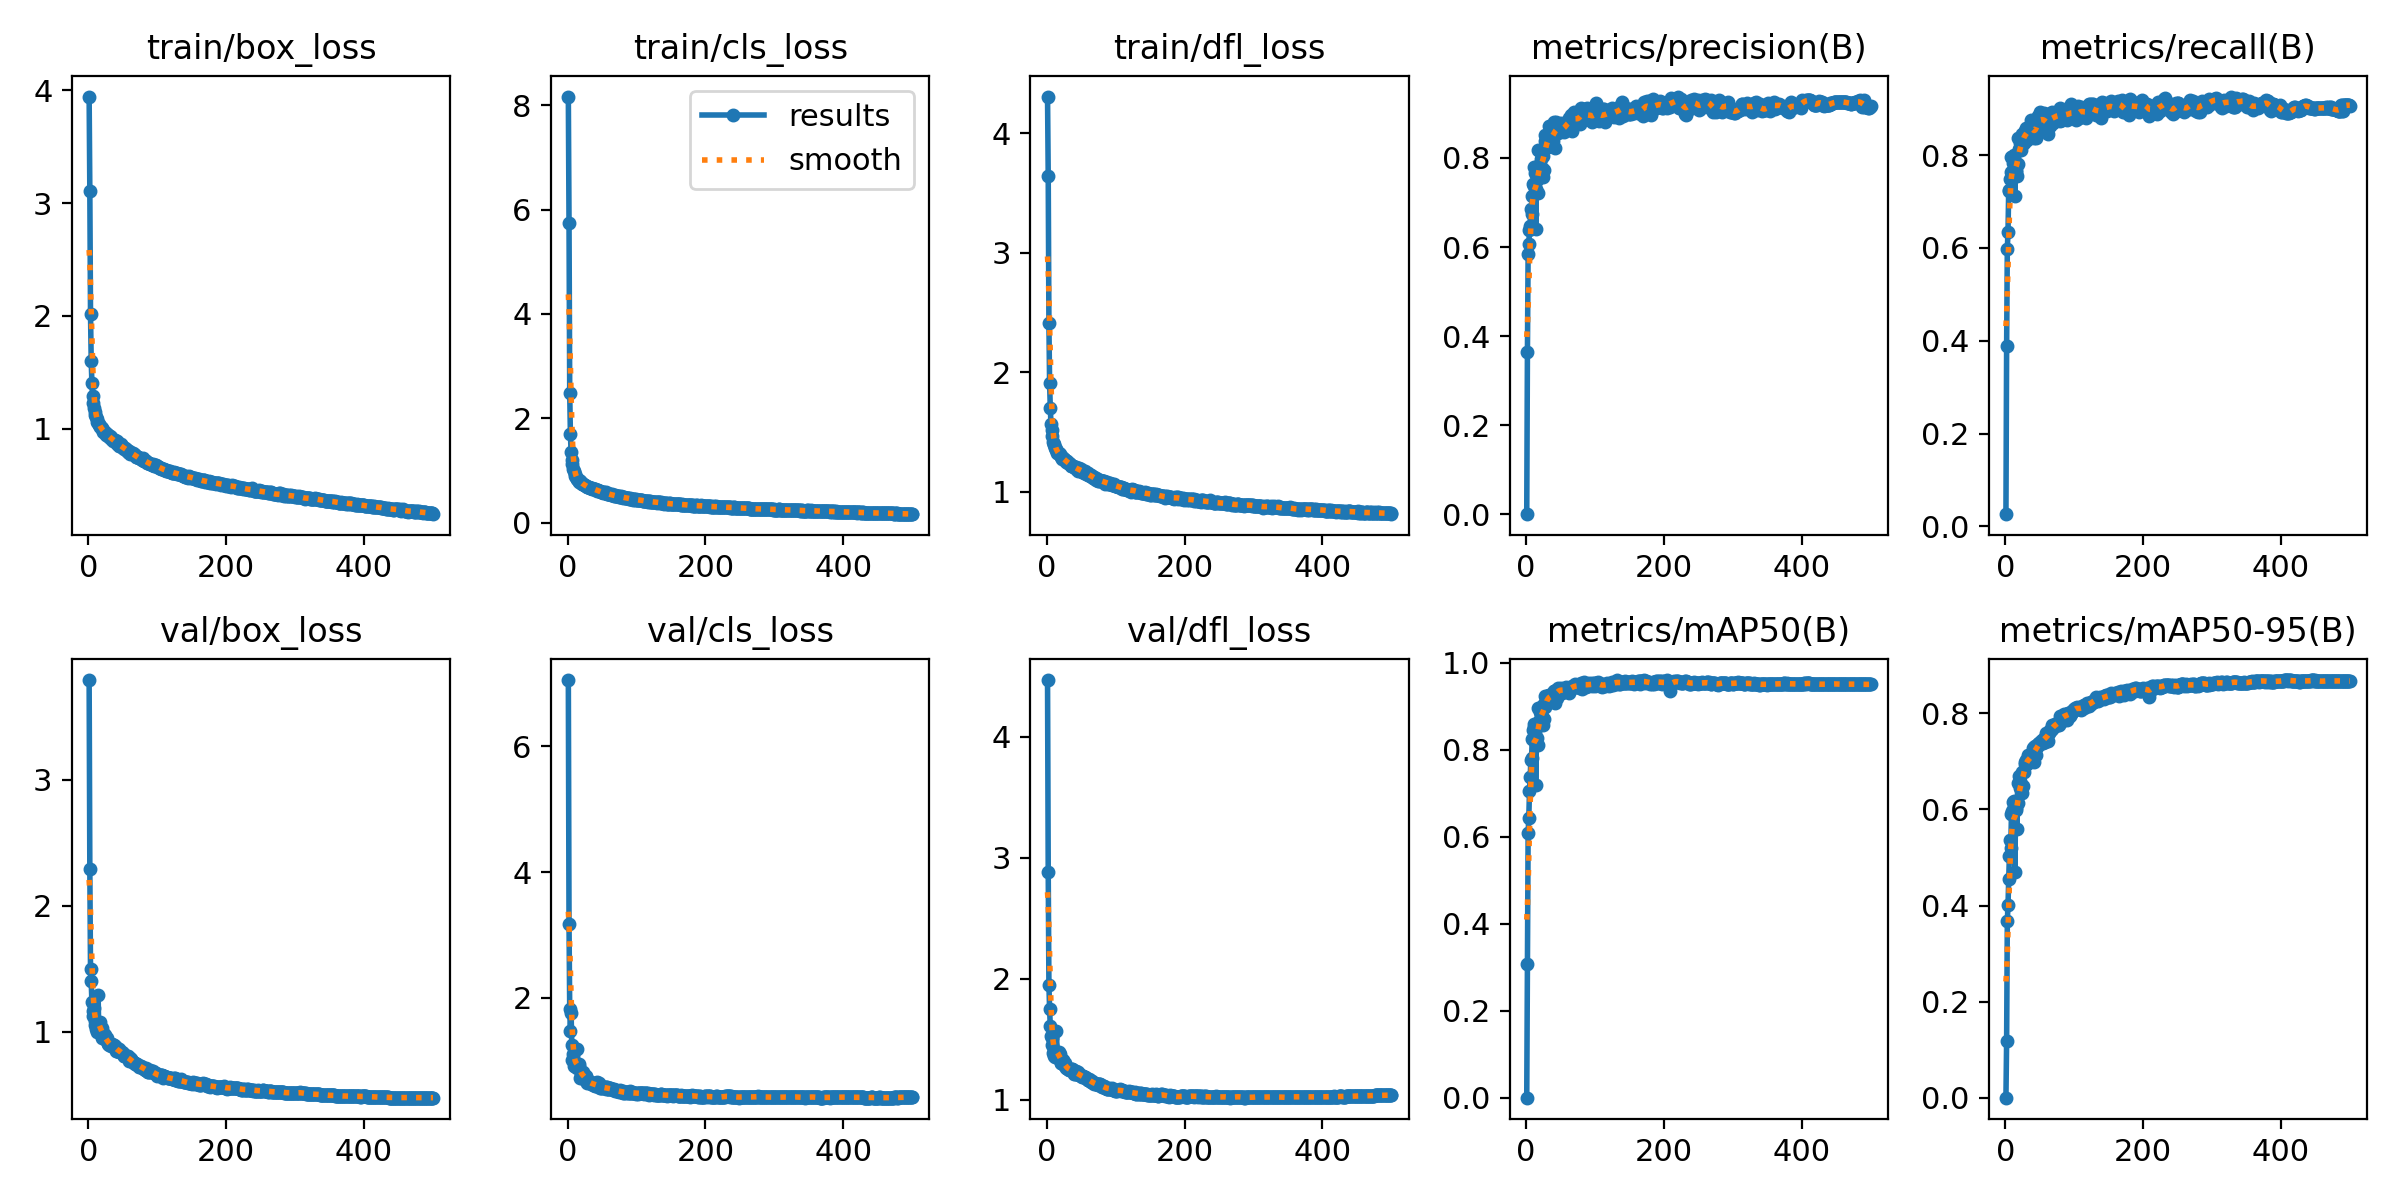 train/box_loss
4
3
2
1
0 200 400
train/cls_loss
results
smooth
8
6
4
2
0
0 200 400
train/dfl_loss
4
3
2
1
0 200 400
metrics/precision(B)
0.8
0.6
0.4
0.2
0.0
0 200 400
metrics/recall(B)
0.8
0.6
0.4
0.2
0.0
0 200 400
val/box_loss
3
2
1
0 200 400
val/cls_loss
6
4
2
0 200 400
val/dfl_loss
4
3
2
1
0 200 400
metrics/mAP50(B)
1.0
0.8
0.6
0.4
0.2
0.0
0 200 400
metrics/mAP50-95(B)
0.8
0.6
0.4
0.2
0.0
0 200 400